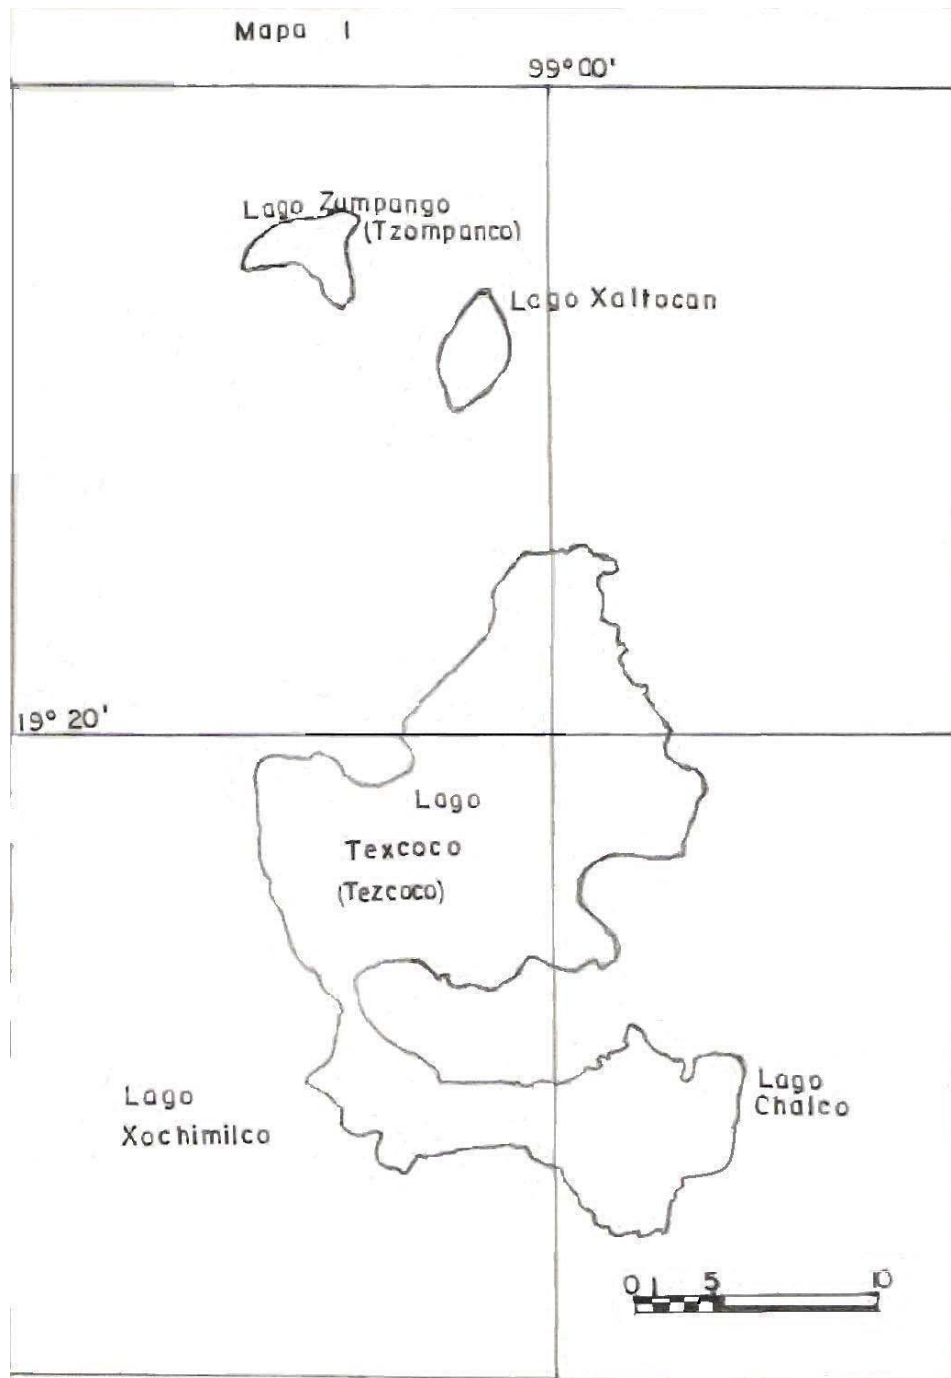 Mapa 1
99°00'
Lago Zumpango
(Tzompanco)
Lago Xaltocan
19° 20'
Lago
Texcoco
(Tezcoco)
Lago
Xochimilco
Lago
Chalco
0 1 5 10